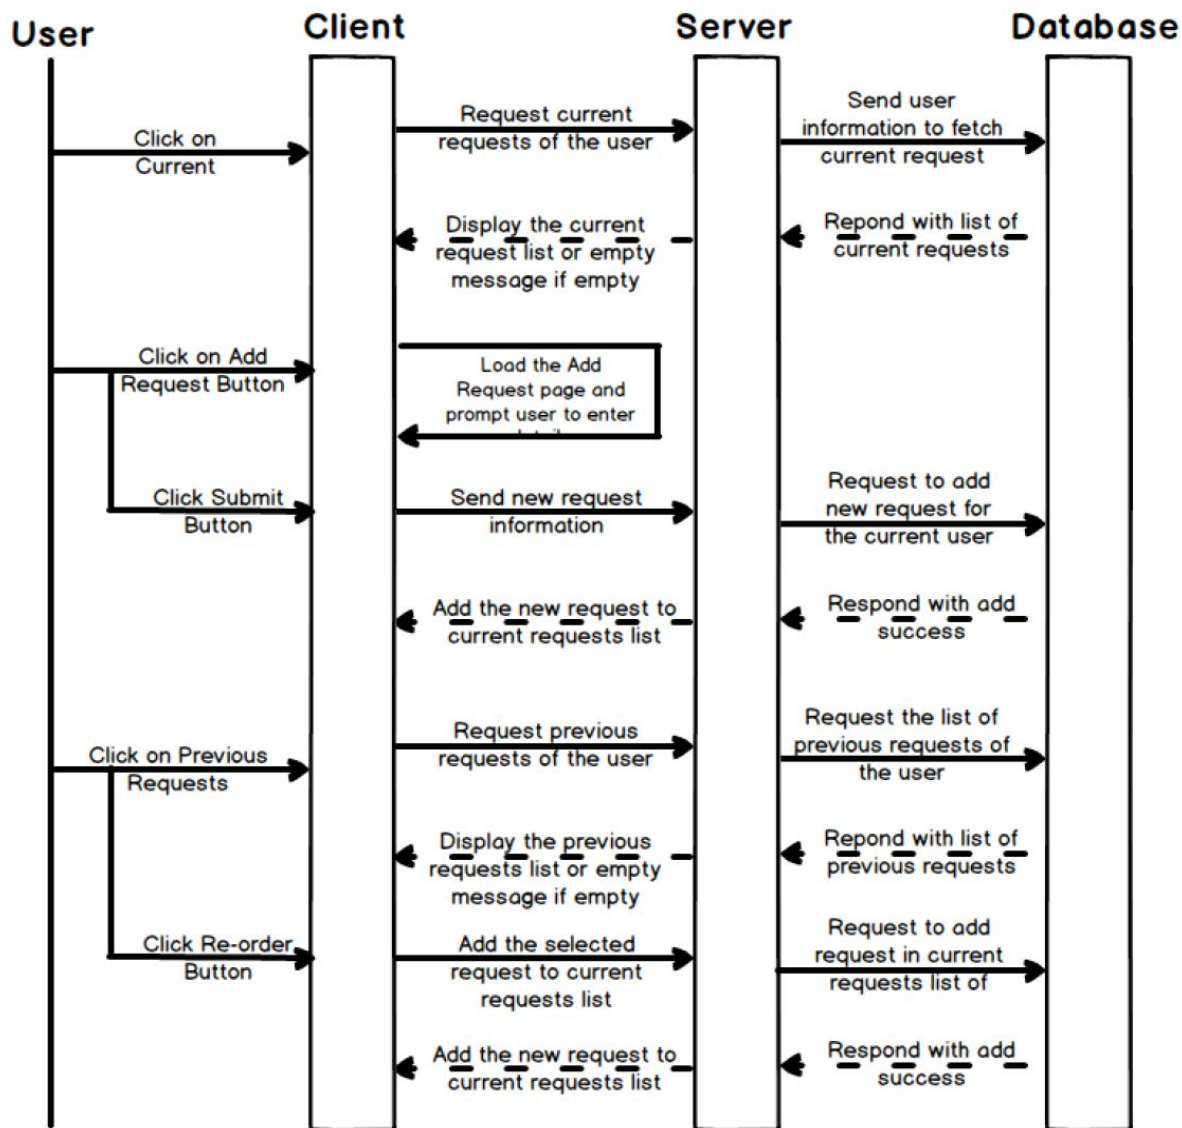 User
Client
Server
Database
Click on
Current
Request current
requests of the user
Send user
information to fetch
current request
Display the current
request list or empty
message if empty
Repond with list of
current requests
Click on Add
Request Button
Load the Add
Request page and
prompt user to enter
Click Submit
Button
Send new request
information
Request to add
new request for
the current user
Add the new request to
current requests list
Respond with add
success
Click on Previous
Requests
Request previous
requests of the user
Request the list of
previous requests of
the user
Display the previous
requests list or empty
message if empty
Repond with list of
previous requests
Click Re-order
Button
Add the selected
request to current
requests list
Request to add
request in current
requests list of
Add the new request to
current requests list
Respond with add
success